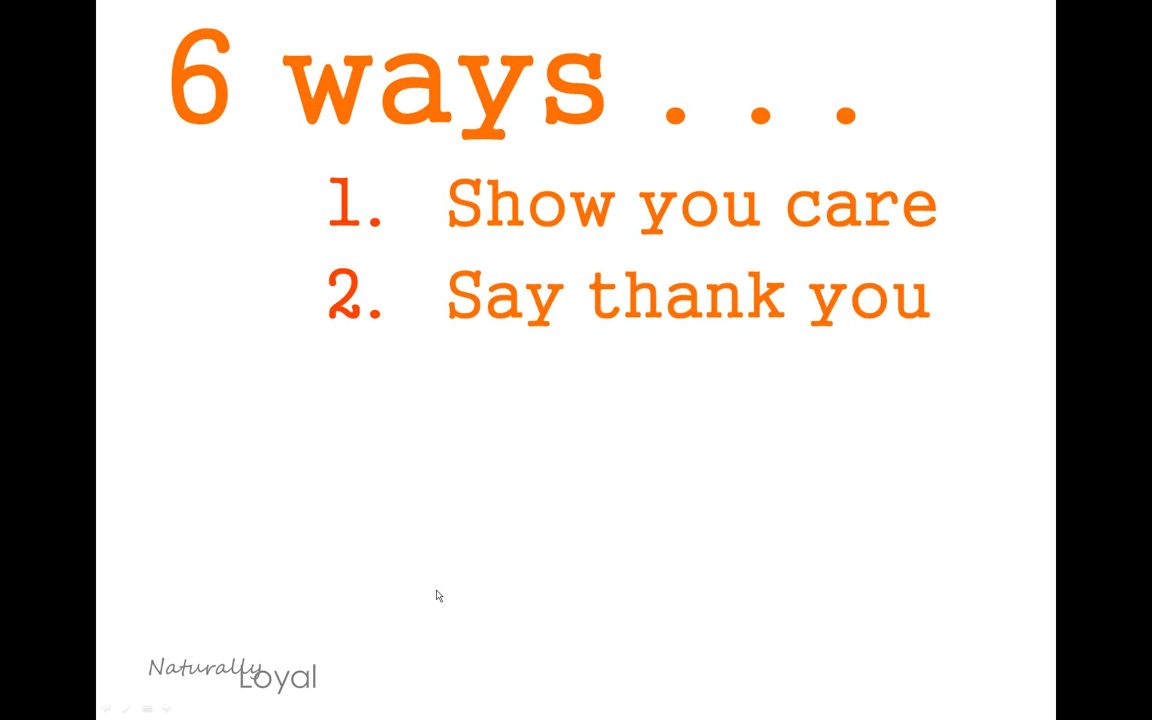 6 ways . . .
1. Show you care
2. Say thank you
Naturally
Loyal